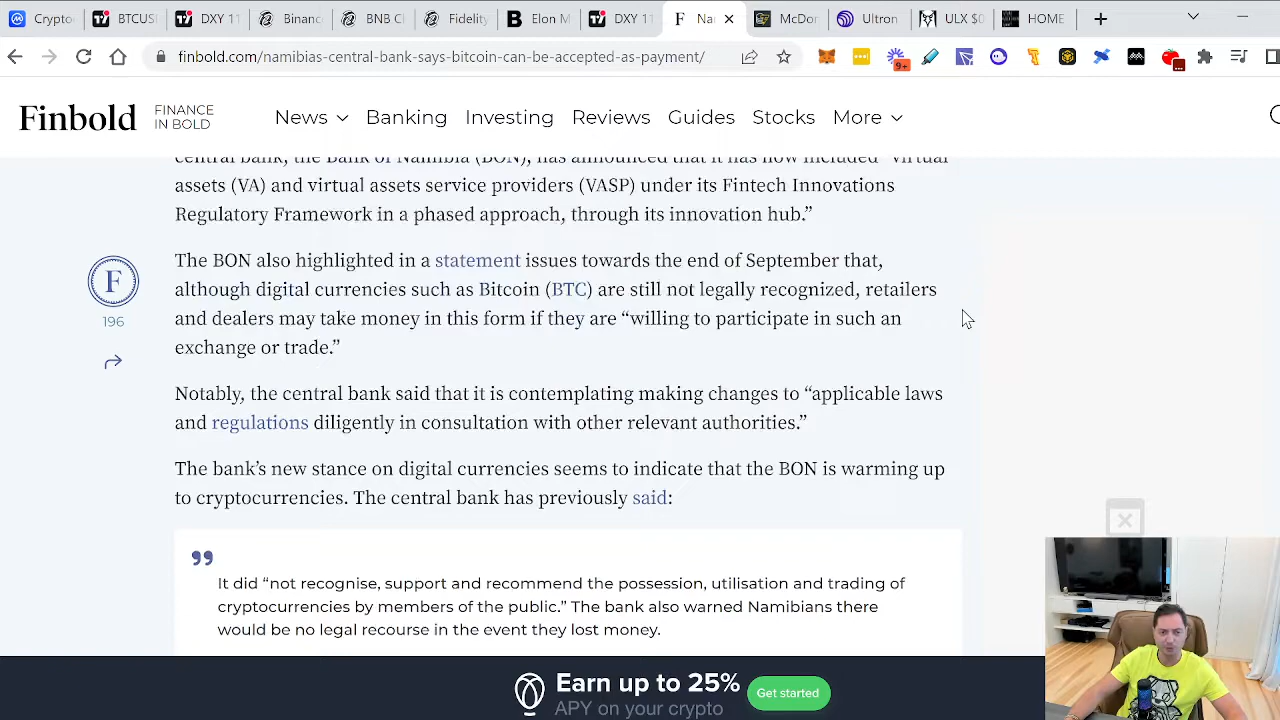 Crypto
BTCUSI
DXY 11
Binanc
BNB Cl
Fidelity
Elon M
DXY 11
Na
McDor
Ultron
ULX $0
HOME
finbold.com/namibias-central-bank-says-bitcoin-can-be-accepted-as-payment/
9+
Finbold
FINANCE
IN BOLD
News
Banking
Investing
Reviews
Guides
Stocks
More
central bank, the Bank of Namibia (BON), has announced that it has now included “virtual
assets (VA) and virtual assets service providers (VASP) under its Fintech Innovations
Regulatory Framework in a phased approach, through its innovation hub.”
The BON also highlighted in a statement issues towards the end of September that,
although digital currencies such as Bitcoin (BTC) are still not legally recognized, retailers
and dealers may take money in this form if they are “willing to participate in such an
exchange or trade.”
F
196
Notably, the central bank said that it is contemplating making changes to “applicable laws
and regulations diligently in consultation with other relevant authorities.”
The bank’s new stance on digital currencies seems to indicate that the BON is warming up
to cryptocurrencies. The central bank has previously said:
It did “not recognise, support and recommend the possession, utilisation and trading of
cryptocurrencies by members of the public.” The bank also warned Namibians there
would be no legal recourse in the event they lost money.
Earn up to 25%
APY on your crypto
Get started